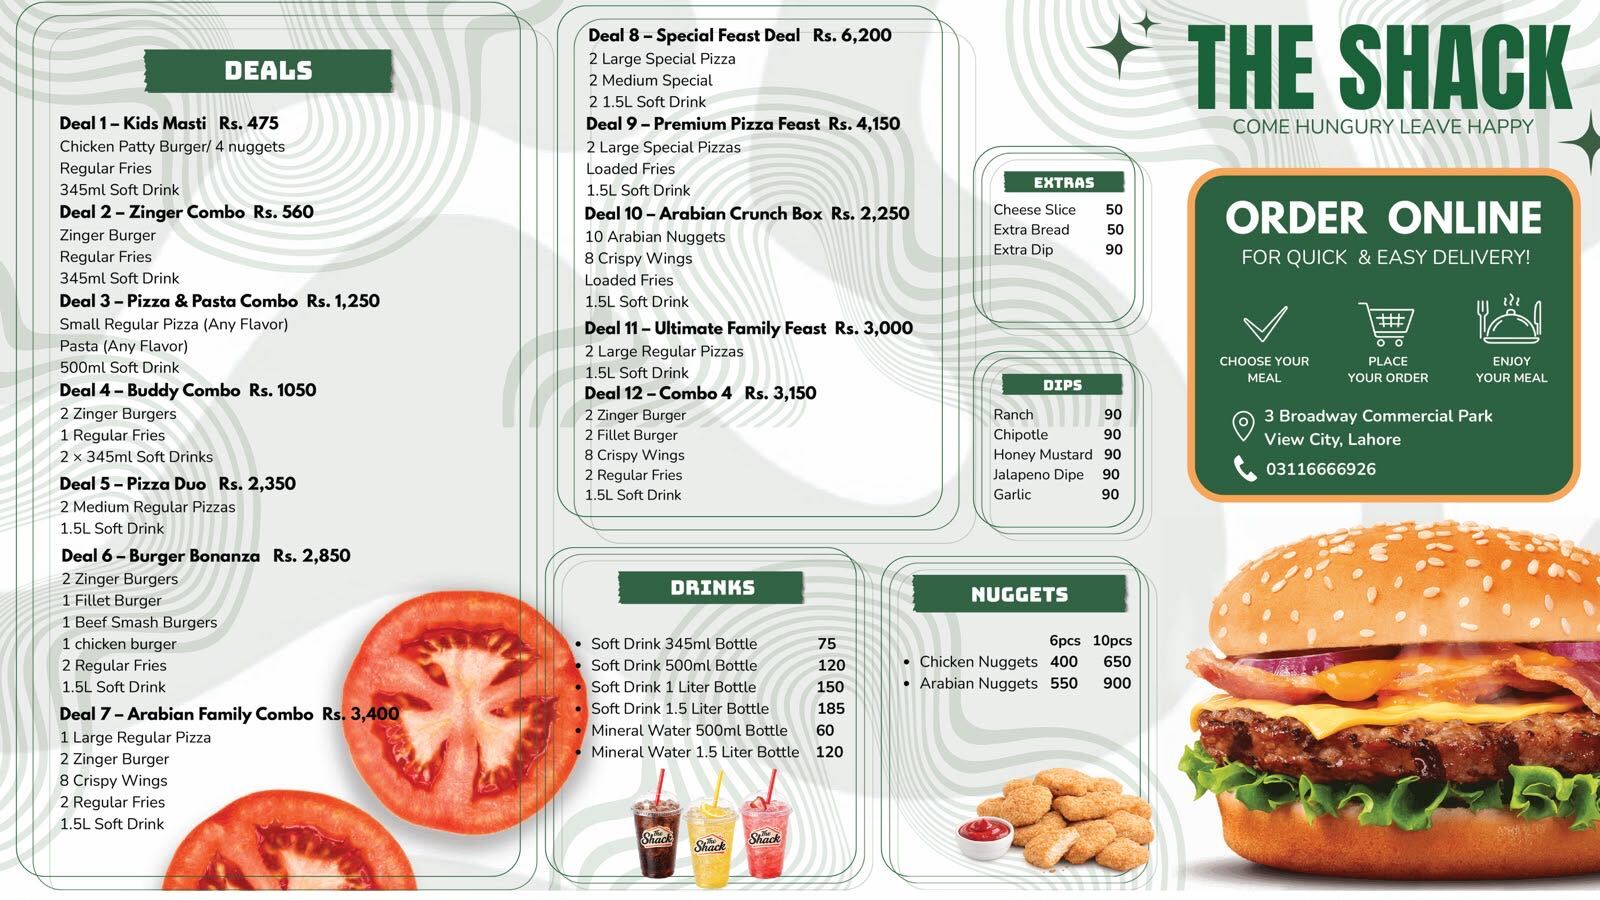 DEALS
Deal 1 – Kids Masti Rs. 475
Chicken Patty Burger/ 4 nuggets
Regular Fries
345ml Soft Drink
Deal 2 – Zinger Combo Rs. 560
Zinger Burger
Regular Fries
345ml Soft Drink
Deal 3 – Pizza & Pasta Combo Rs. 1,250
Small Regular Pizza (Any Flavor)
Pasta (Any Flavor)
500ml Soft Drink
Deal 4 – Buddy Combo Rs. 1050
2 Zinger Burgers
1 Regular Fries
2 × 345ml Soft Drinks
Deal 5 – Pizza Duo Rs. 2,350
2 Medium Regular Pizzas
1.5L Soft Drink
Deal 6 – Burger Bonanza Rs. 2,850
2 Zinger Burgers
1 Fillet Burger
1 Beef Smash Burgers
1 chicken burger
2 Regular Fries
1.5L Soft Drink
Deal 7 – Arabian Family Combo Rs. 3,400
1 Large Regular Pizza
2 Zinger Burger
8 Crispy Wings
2 Regular Fries
1.5L Soft Drink
Deal 8 – Special Feast Deal Rs. 6,200
2 Large Special Pizza
2 Medium Special
2 1.5L Soft Drink
Deal 9 – Premium Pizza Feast Rs. 4,150
2 Large Special Pizzas
Loaded Fries
1.5L Soft Drink
Deal 10 – Arabian Crunch Box Rs. 2,250
10 Arabian Nuggets
8 Crispy Wings
Loaded Fries
1.5L Soft Drink
Deal 11 – Ultimate Family Feast Rs. 3,000
2 Large Regular Pizzas
1.5L Soft Drink
Deal 12 – Combo 4 Rs. 3,150
2 Zinger Burger
2 Fillet Burger
8 Crispy Wings
2 Regular Fries
1.5L Soft Drink
DRINKS
• Soft Drink 345ml Bottle 75
• Soft Drink 500ml Bottle 120
• Soft Drink 1 Liter Bottle 150
• Soft Drink 1.5 Liter Bottle 185
• Mineral Water 500ml Bottle 60
• Mineral Water 1.5 Liter Bottle 120
The Shack
The Shack
The Shack
EXTRAS
Cheese Slice 50
Extra Bread 50
Extra Dip 90
DIPS
Ranch 90
Chipotle 90
Honey Mustard 90
Jalapeno Dipe 90
Garlic 90
NUGGETS
6pcs 10pcs
• Chicken Nuggets 400 650
• Arabian Nuggets 550 900
THE SHACK
COME HUNGURY LEAVE HAPPY
ORDER ONLINE
FOR QUICK & EASY DELIVERY!
CHOOSE YOUR MEAL
PLACE YOUR ORDER
ENJOY YOUR MEAL
3 Broadway Commercial Park
View City, Lahore
03116666926